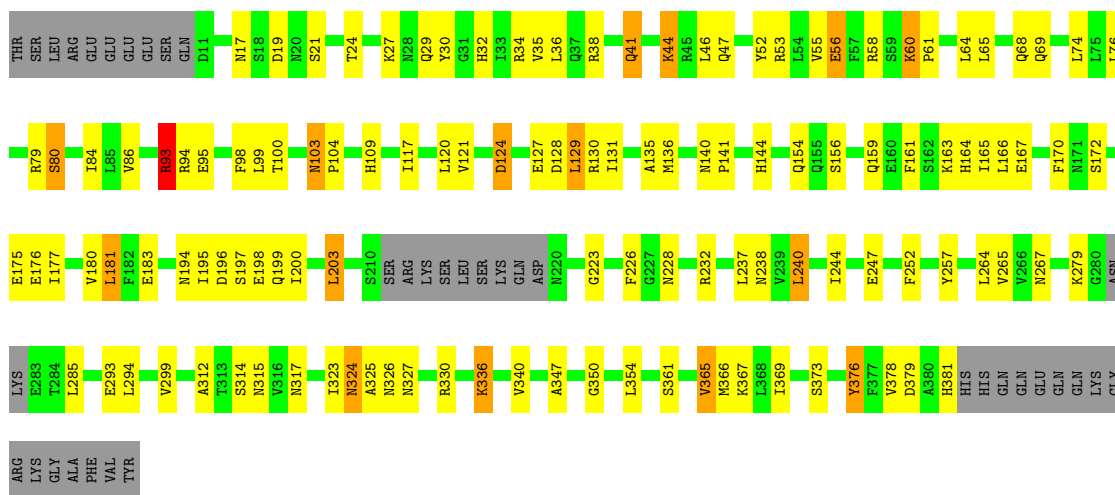 THR SER LEU ARG GLU GLU GLU GLU SER GLN D11 N17 S18 D19 N20 S21 T24 K27 N28 Q29 Y30 G31 H32 I33 R34 V35 L36 Q37 R38 Q41 K44 R45 L46 Q47 Y52 R53 L54 V55 E56 F57 R58 S59 K60 P61 L64 L65 Q68 Q69 L74 L75 L76
R79 S80 I84 L85 V86 R93 R94 E95 F98 L99 T100 N103 P104 H109 I117 L120 V121 D124 E127 D128 L129 R130 I131 A135 M136 N140 P141 H144 Q154 Q155 S156 Q159 E160 F161 S162 K163 H164 I165 L166 E167 F170 N171 S172
E175 E176 I177 V180 L181 F182 E183 N194 I195 D196 S197 E198 Q199 I200 L203 S210 SER ARG LYS SER LEU SER LYS GLN ASP N220 G223 F226 G227 N228 R232 L237 N238 V239 L240 I244 E247 F252 Y257 L264 V265 V266 N267 K279 G280 ASN
LYS E283 T284 L285 E293 L294 V299 A312 T313 S314 N315 V316 N317 I323 N324 A325 N326 N327 R330 K336 V340 A347 G350 L354 S361 V365 M366 K367 L368 I369 S373 Y376 F377 V378 D379 A380 H381 HIS HIS GLN GLN GLU GLN GLN LYS GLY
ARG LYS GLY ALA PHE VAL TYR